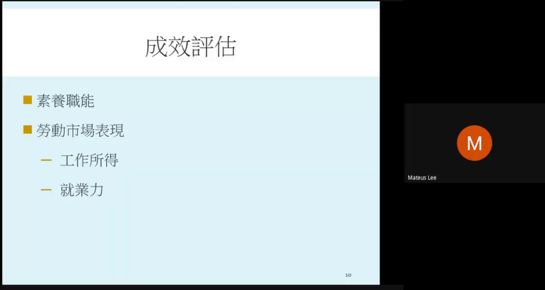 成效評估
素養職能
勞動市場表現
工作所得
就業力
10
M
Mateus Lee